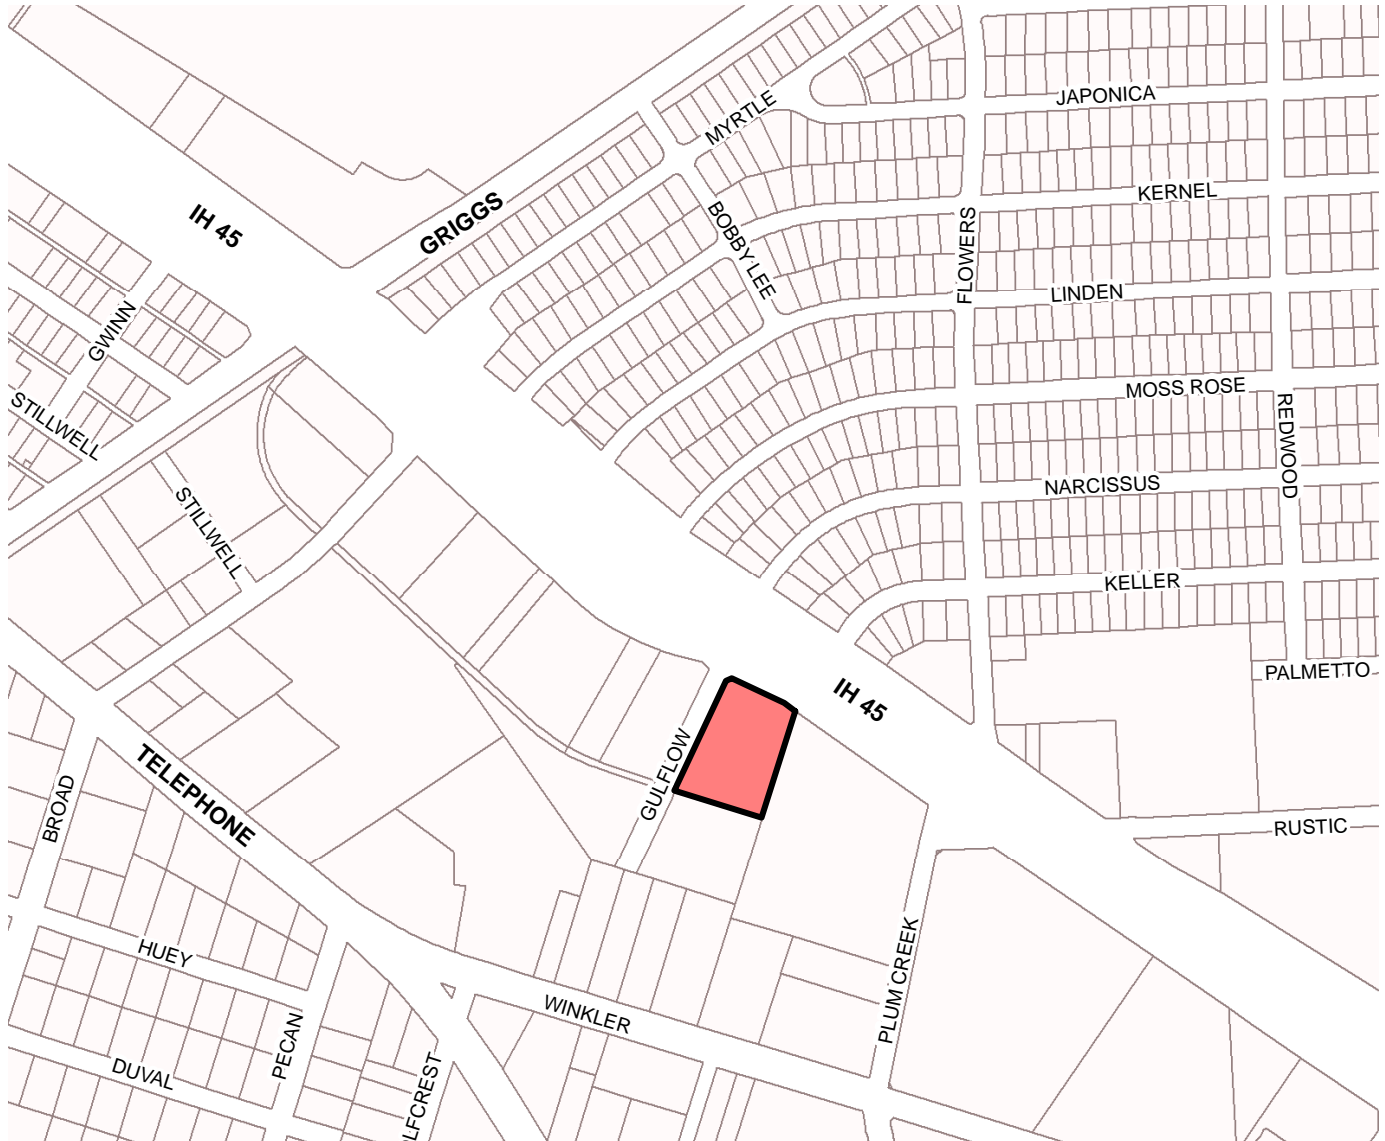 JAPONICA
MYRTLE
KERNEL
GRIGGS
IH 45
BOBBY LEE
FLOWERS
LINDEN
GWINN
MOSS ROSE
STILLWELL
REDWOOD
NARCISSUS
STILLWELL
KELLER
PALMETTO
IH 45
GULFLOW
TELEPHONE
BROAD
RUSTIC
HUEY
PLUM CREEK
WINKLER
PECAN
DUVAL
LFCREST